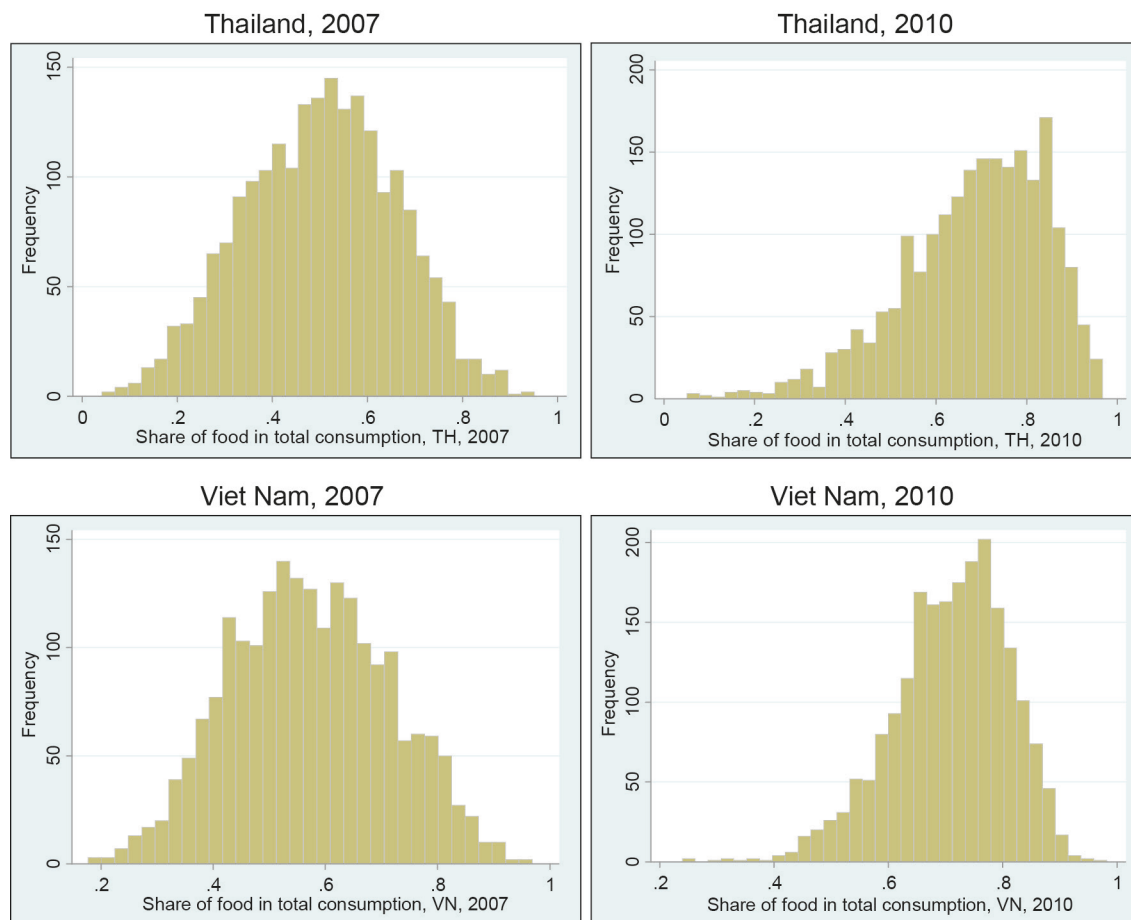 Thailand, 2007
150
100
50
0
Frequency
0 .2 .4 .6 .8 1
Share of food in total consumption, TH, 2007
Thailand, 2010
200
150
100
50
0
Frequency
0 .2 .4 .6 .8 1
Share of food in total consumption, TH, 2010
Viet Nam, 2007
150
100
50
0
Frequency
.2 .4 .6 .8 1
Share of food in total consumption, VN, 2007
Viet Nam, 2010
200
150
100
50
0
Frequency
.2 .4 .6 .8 1
Share of food in total consumption, VN, 2010